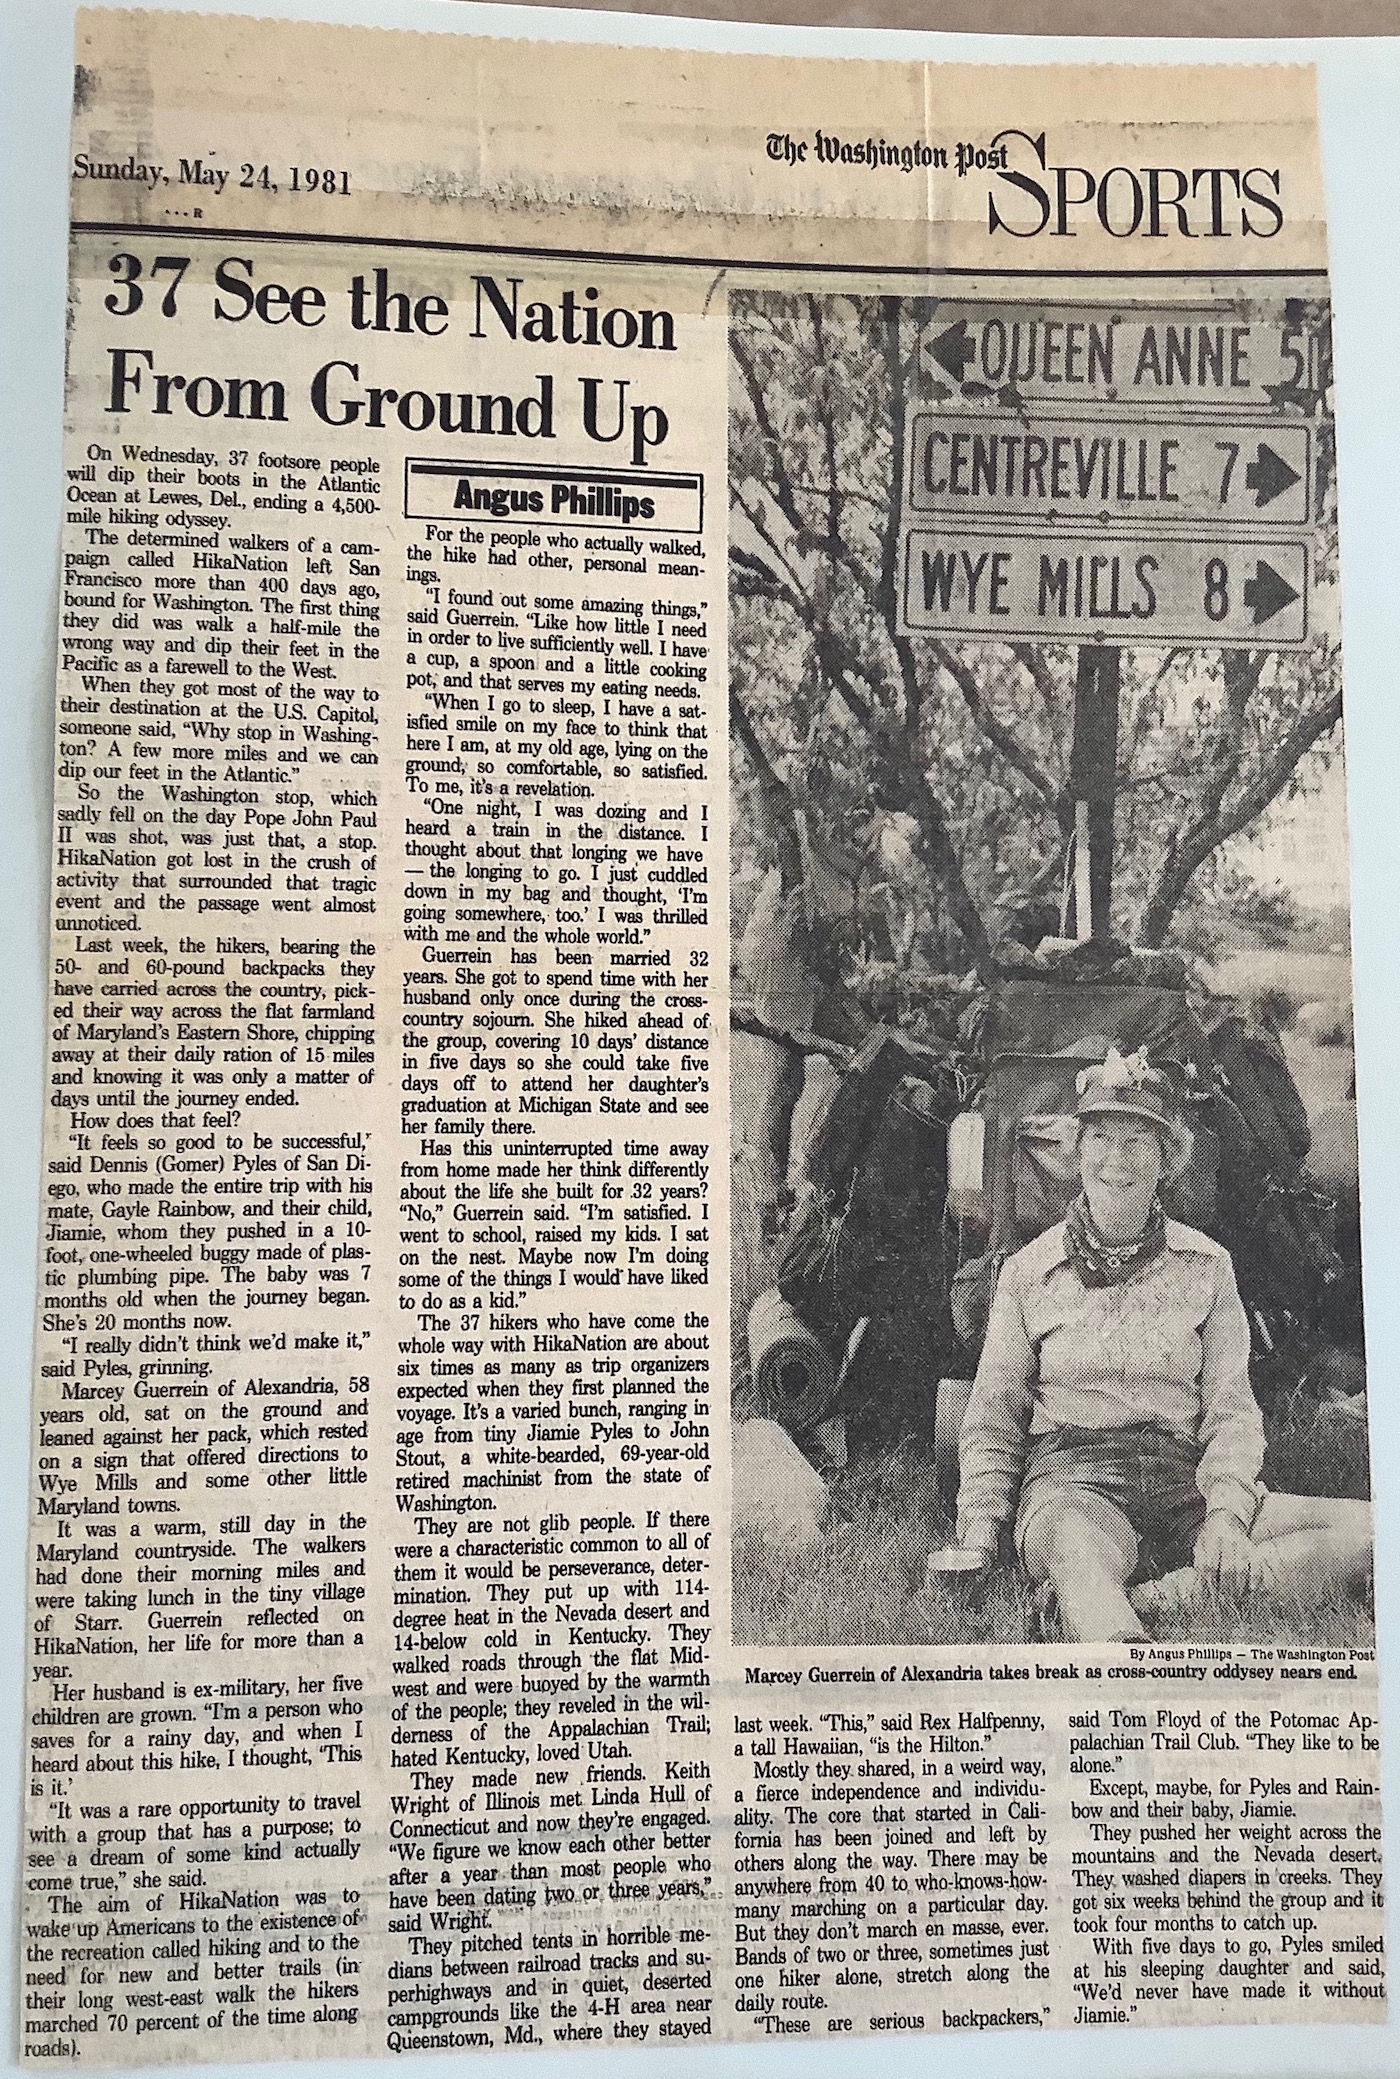 Sunday, May 24, 1981
The Washington Post
SPORTS
...R
37 See the Nation
From Ground Up
On Wednesday, 37 footsore people
will dip their boots in the Atlantic
Ocean at Lewes, Del., ending a 4,500-
mile hiking odyssey.
The determined walkers of a cam-
paign called HikaNation left San
Francisco more than 400 days ago,
bound for Washington. The first thing
they did was walk a half-mile the
wrong way and dip their feet in the
Pacific as a farewell to the West.
When they got most of the way to
their destination at the U.S. Capitol,
someone said, “Why stop in Washing-
ton? A few more miles and we can
dip our feet in the Atlantic.”
So the Washington stop, which
sadly fell on the day Pope John Paul
II was shot, was just that, a stop.
HikaNation got lost in the crush of
activity that surrounded that tragic
event and the passage went almost
unnoticed.
Last week, the hikers, bearing the
50- and 60-pound backpacks they
have carried across the country, pick-
ed their way across the flat farmland
of Maryland’s Eastern Shore, chipping
away at their daily ration of 15 miles
and knowing it was only a matter of
days until the journey ended.
How does that feel?
“It feels so good to be successful,”
said Dennis (Gomer) Pyles of San Di-
ego, who made the entire trip with his
mate, Gayle Rainbow, and their child,
Jiamie, whom they pushed in a 10-
foot, one-wheeled buggy made of plas-
tic plumbing pipe. The baby was 7
months old when the journey began.
She’s 20 months now.
“I really didn’t think we’d make it,”
said Pyles, grinning.
Marcey Guerrein of Alexandria, 58
years old, sat on the ground and
leaned against her pack, which rested
on a sign that offered directions to
Wye Mills and some other little
Maryland towns.
It was a warm, still day in the
Maryland countryside. The walkers
had done their morning miles and
were taking lunch in the tiny village
of Starr. Guerrein reflected on
HikaNation, her life for more than a
year.
Her husband is ex-military, her five
children are grown. “I’m a person who
saves for a rainy day, and when I
heard about this hike, I thought, ‘This
is it.’
“It was a rare opportunity to travel
with a group that has a purpose; to
see a dream of some kind actually
come true,” she said.
The aim of HikaNation was to
wake up Americans to the existence of
the recreation called hiking and to the
need for new and better trails (in
their long west-east walk the hikers
marched 70 percent of the time along
roads).
Angus Phillips
For the people who actually walked,
the hike had other, personal mean-
ings.
“I found out some amazing things,”
said Guerrein. “Like how little I need
in order to live sufficiently well. I have
a cup, a spoon and a little cooking
pot, and that serves my eating needs.
“When I go to sleep, I have a sat-
isfied smile on my face to think that
here I am, at my old age, lying on the
ground, so comfortable, so satisfied.
To me, it’s a revelation.
“One night, I was dozing and I
heard a train in the distance. I
thought about that longing we have
— the longing to go. I just cuddled
down in my bag and thought, ‘I’m
going somewhere, too.’ I was thrilled
with me and the whole world.”
Guerrein has been married 32
years. She got to spend time with her
husband only once during the cross-
country sojourn. She hiked ahead of
the group, covering 10 days’ distance
in five days so she could take five
days off to attend her daughter’s
graduation at Michigan State and see
her family there.
Has this uninterrupted time away
from home made her think differently
about the life she built for 32 years?
“No,” Guerrein said. “I’m satisfied. I
went to school, raised my kids. I sat
on the nest. Maybe now I’m doing
some of the things I would have liked
to do as a kid.”
The 37 hikers who have come the
whole way with HikaNation are about
six times as many as trip organizers
expected when they first planned the
voyage. It’s a varied bunch, ranging in
age from tiny Jiamie Pyles to John
Stout, a white-bearded, 69-year-old
retired machinist from the state of
Washington.
They are not glib people. If there
were a characteristic common to all of
them it would be perseverance, deter-
mination. They put up with 114-
degree heat in the Nevada desert and
14-below cold in Kentucky. They
walked roads through the flat Mid-
west and were buoyed by the warmth
of the people; they reveled in the wil-
derness of the Appalachian Trail;
hated Kentucky, loved Utah.
They made new friends. Keith
Wright of Illinois met Linda Hull of
Connecticut and now they’re engaged.
“We figure we know each other better
after a year than most people who
have been dating two or three years,”
said Wright.
They pitched tents in horrible me-
dians between railroad tracks and su-
perhighways and in quiet, deserted
campgrounds like the 4-H area near
Queenstown, Md., where they stayed
QUEEN ANNE 5
CENTREVILLE 7
WYE MILLS 8
By Angus Phillips — The Washington Post
Marcey Guerrein of Alexandria takes break as cross-country oddysey nears end.
last week. “This,” said Rex Halfpenny,
a tall Hawaiian, “is the Hilton.”
Mostly they shared, in a weird way,
a fierce independence and individu-
ality. The core that started in Cali-
fornia has been joined and left by
others along the way. There may be
anywhere from 40 to who-knows-how-
many marching on a particular day.
But they don’t march en masse, ever.
Bands of two or three, sometimes just
one hiker alone, stretch along the
daily route.
“These are serious backpackers,”
said Tom Floyd of the Potomac Ap-
palachian Trail Club. “They like to be
alone.”
Except, maybe, for Pyles and Rain-
bow and their baby, Jiamie.
They pushed her weight across the
mountains and the Nevada desert.
They washed diapers in creeks. They
got six weeks behind the group and it
took four months to catch up.
With five days to go, Pyles smiled
at his sleeping daughter and said,
“We’d never have made it without
Jiamie.”